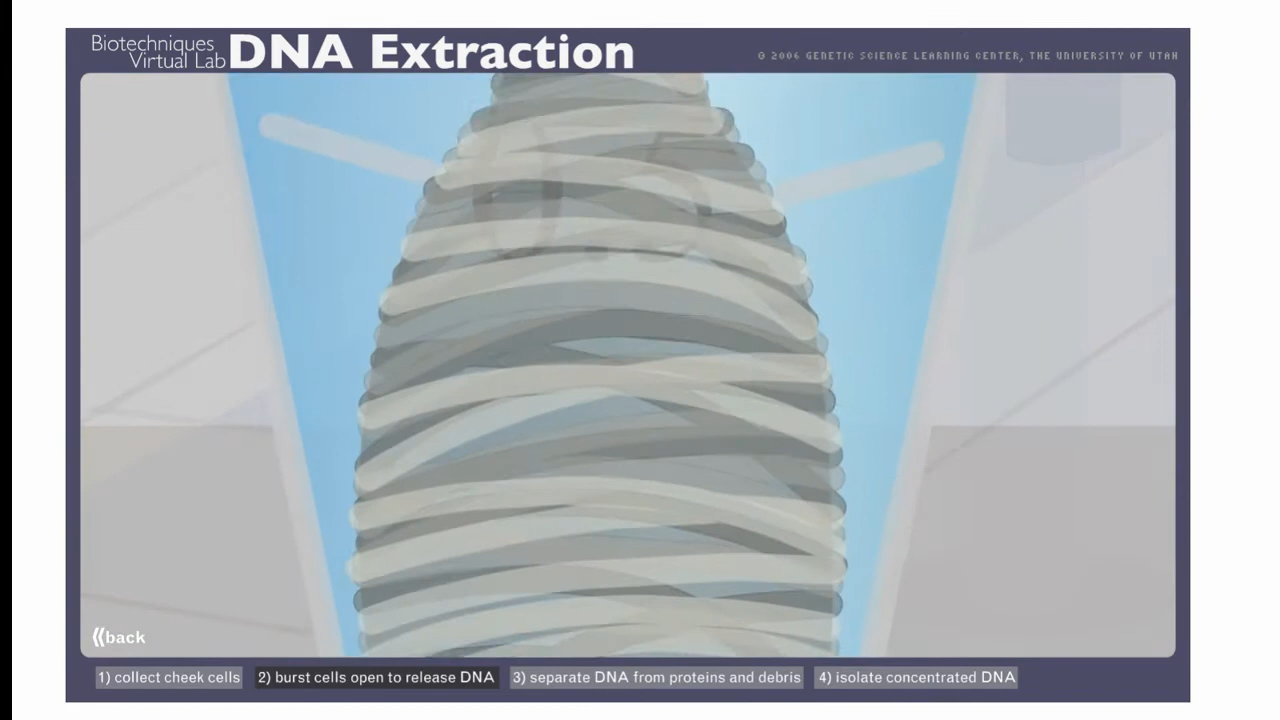 Biotechniques
Virtual Lab
DNA Extraction
© 2006 GENETIC SCIENCE LEARNING CENTER, THE UNIVERSITY OF UTAH
⟪back
1) collect cheek cells
2) burst cells open to release DNA
3) separate DNA from proteins and debris
4) isolate concentrated DNA